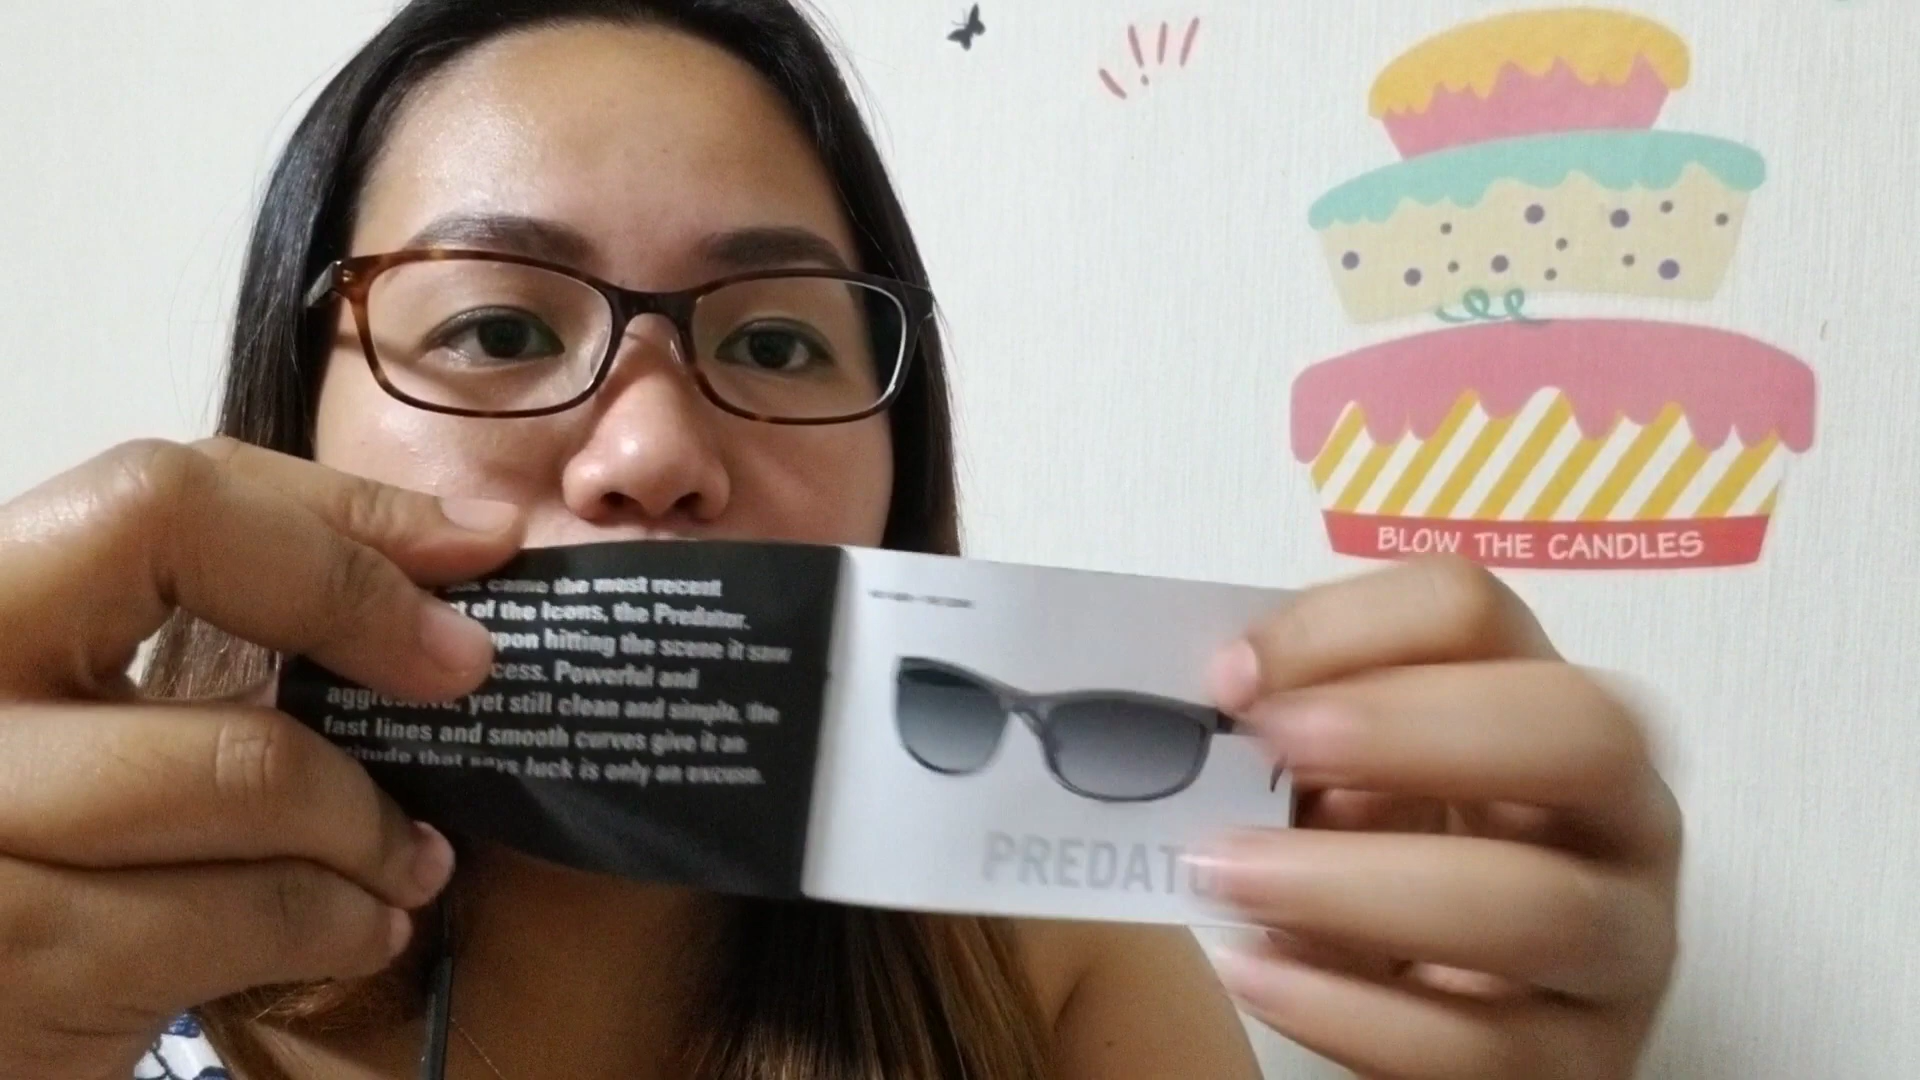 came the most recent
of the Icons, the Predator.
upon hitting the scene it saw
cess. Powerful and
yet still clean and simple, the
fast lines and smooth curves give it an
that says luck is only an excuse.
PREDATO
BLOW THE CANDLES